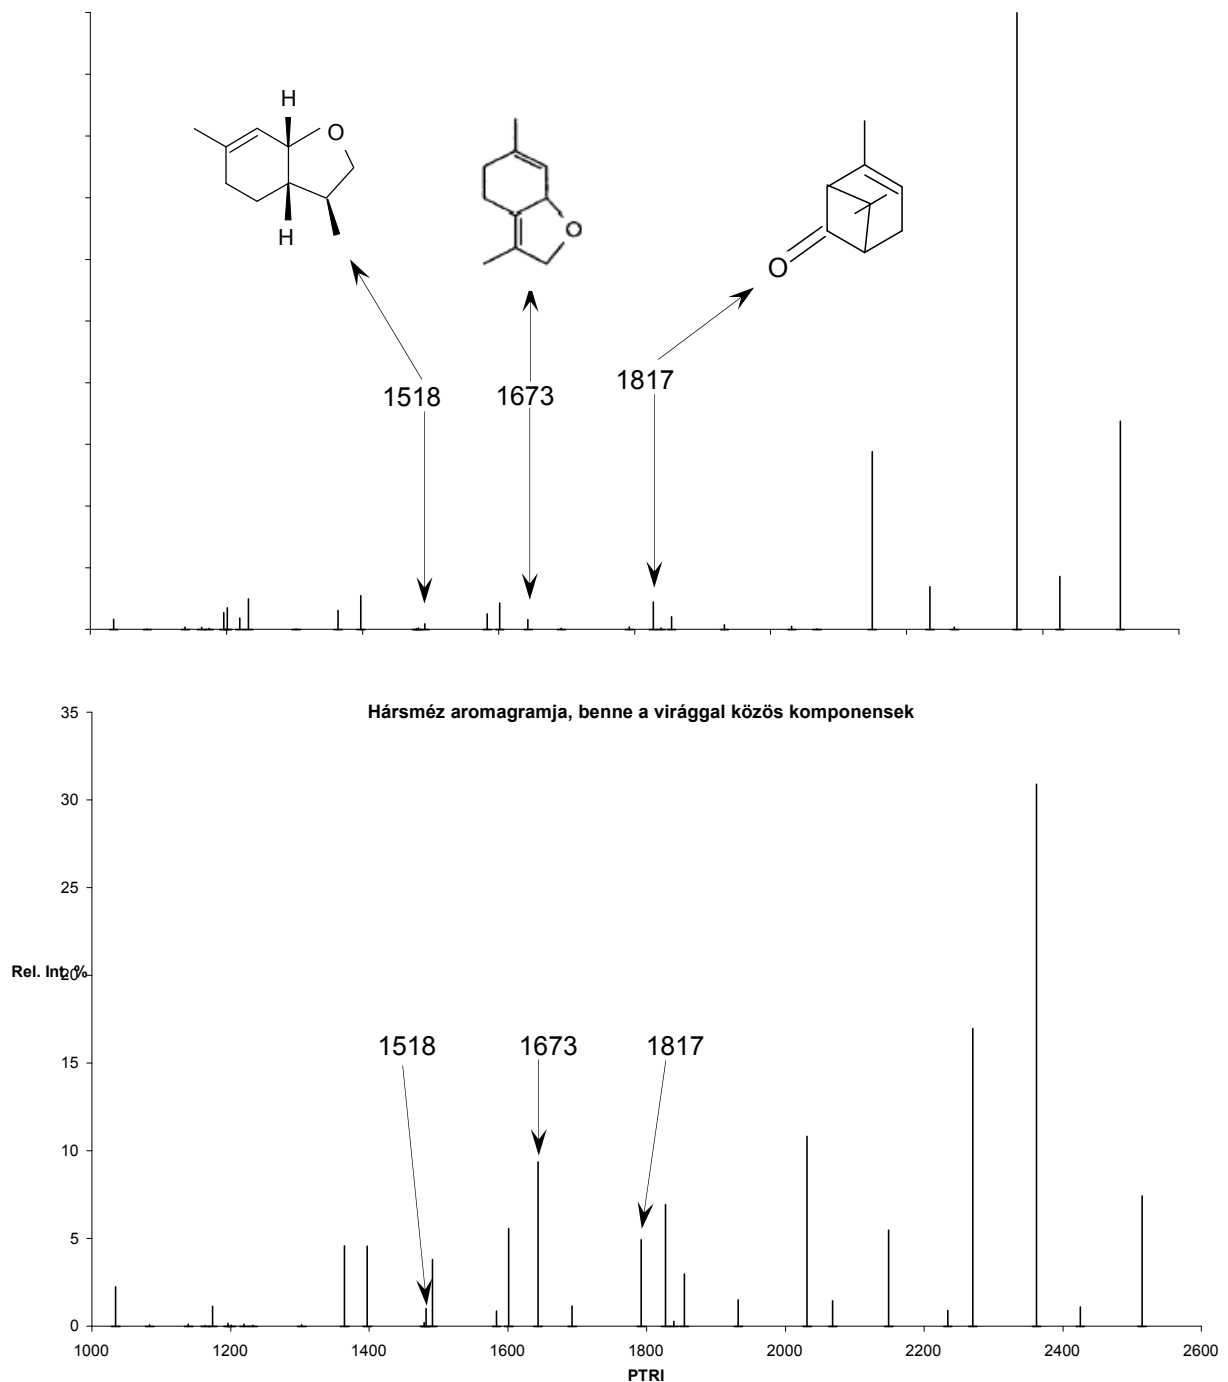 H
O
H
O
O
1518
1673
1817
Hársméz aromagramja, benne a virággal közös komponensek
35
30
25
Rel. Int. %
20
1518
1673
1817
15
10
5
0
1000
1200
1400
1600
1800
2000
2200
2400
2600
PTRI